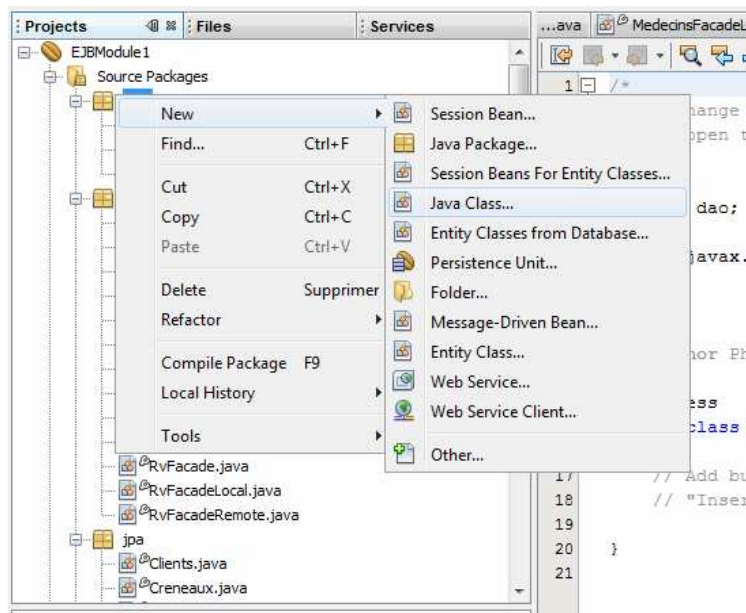 Projects
Files
Services
...ava
MedecinsFacadeL
EJBModule1
Source Packages
1 /*
New
Find... Ctrl+F
Cut Ctrl+X
Copy Ctrl+C
Paste Ctrl+V
Delete Supprimer
Refactor
Compile Package F9
Local History
Tools
Session Bean...
Java Package...
Session Beans For Entity Classes...
Java Class...
Entity Classes from Database...
Persistence Unit...
Folder...
Message-Driven Bean...
Entity Class...
Web Service...
Web Service Client...
Other...
hange
open t
dao;
javax.
hor Ph
ess
class
17 // Add bu
18 // "Inser
19
20 }
21
RvFacade.java
RvFacadeLocal.java
RvFacadeRemote.java
jpa
Clients.java
Creneaux.java